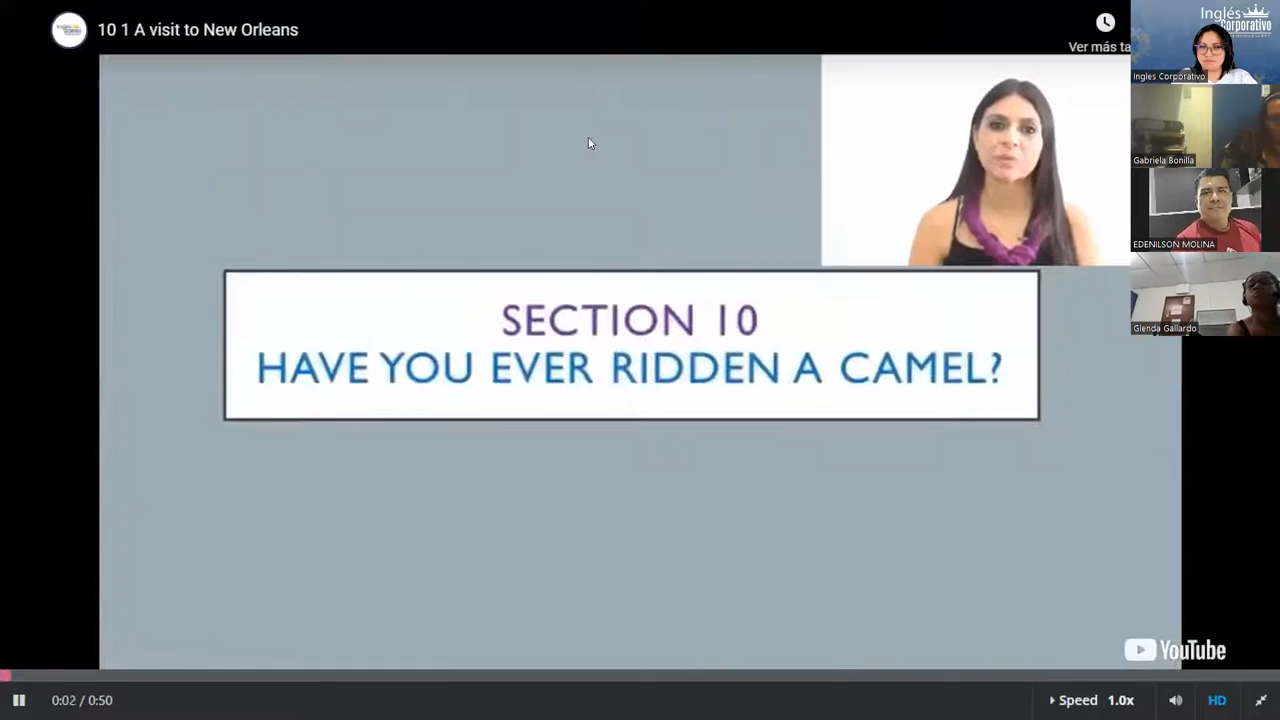 10 1 A visit to New Orleans
Ver más ta
Inglés
Corporativo
Ingles Corporativo
Gabriela Bonilla
EDENILSON MOLINA
Glenda Gallardo
SECTION 10
HAVE YOU EVER RIDDEN A CAMEL?
YouTube
0:02 / 0:50
Speed 1.0x
HD